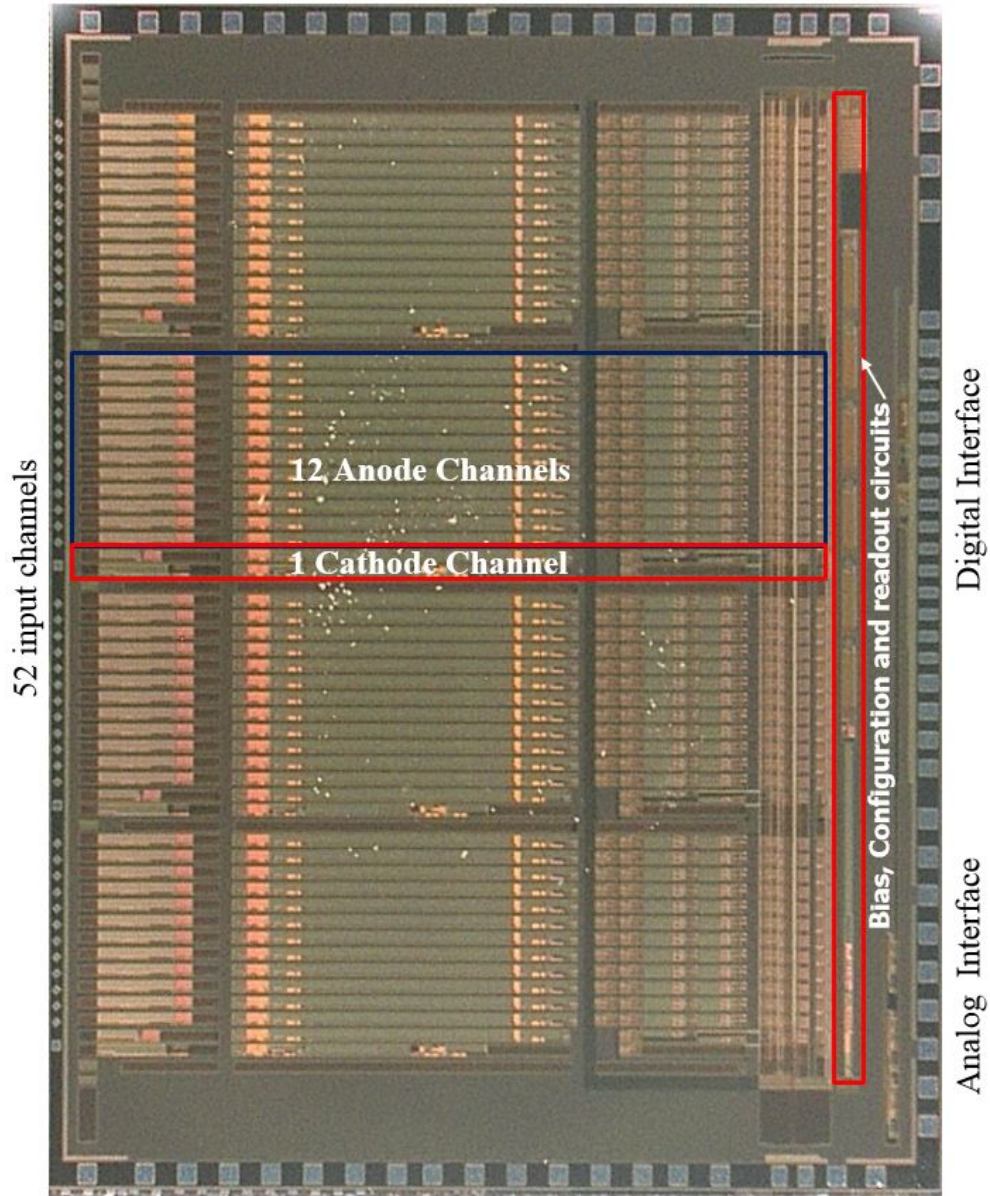 52 input channels
12 Anode Channels
1 Cathode Channel
Bias, Configuration and readout circuits
Digital Interface
Analog Interface